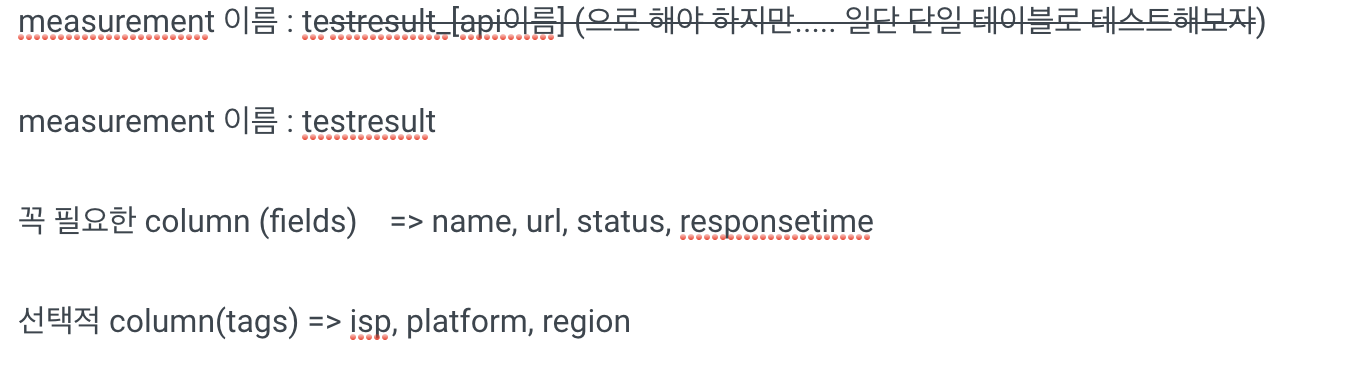 measurement 이름 : testresult_[api이름] (으로 해야 하지만..... 일단 단일 테이블로 테스트해보자)
measurement 이름 : testresult
꼭 필요한 column (fields) => name, url, status, responsetime
선택적 column(tags) => isp, platform, region